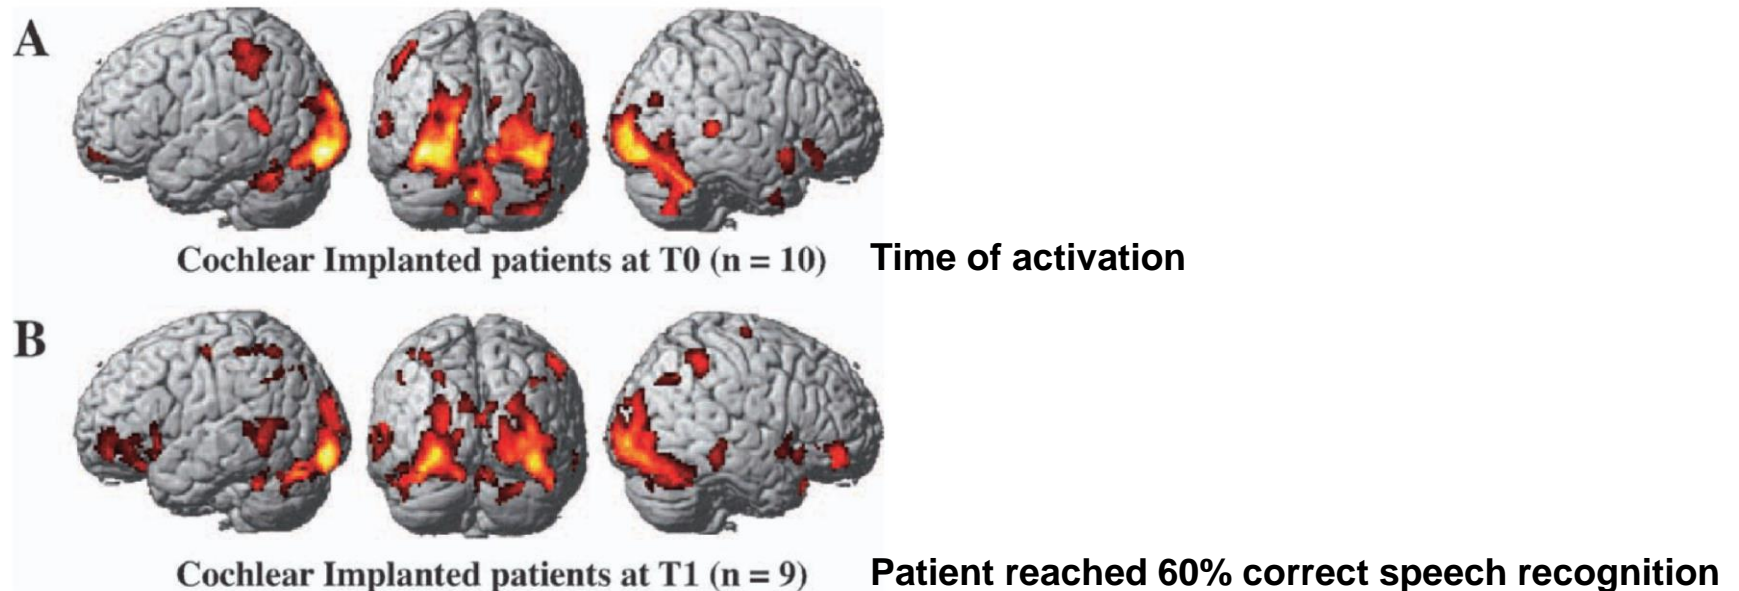 A
Cochlear Implanted patients at T0 (n = 10) Time of activation
B
Cochlear Implanted patients at T1 (n = 9) Patient reached 60% correct speech recognition